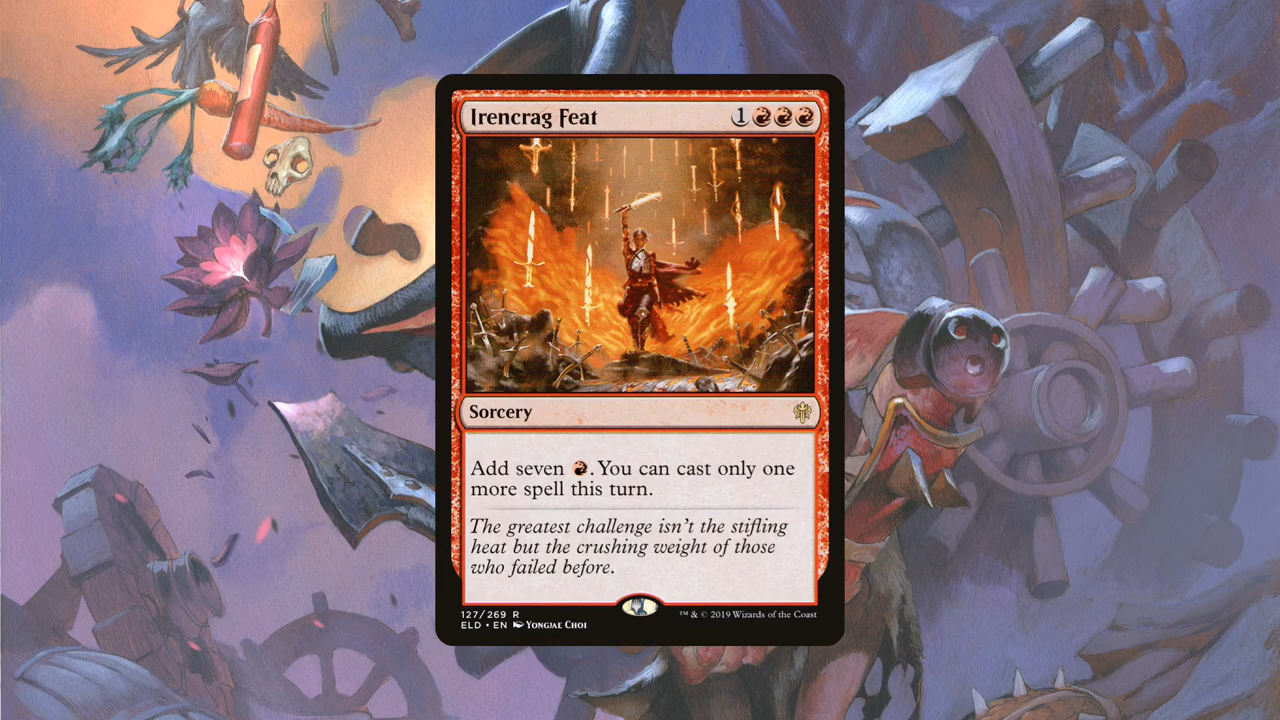 Irencrag Feat 1
Sorcery
Add seven . You can cast only one
more spell this turn.
The greatest challenge isn't the stifling
heat but the crushing weight of those
who failed before.
127/269 R
ELD • EN Yongjae Choi
™ & © 2019 Wizards of the Coast